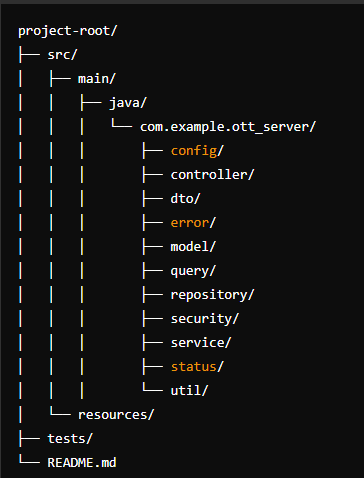 project-root/
├── src/
│   ├── main/
│   │   ├── java/
│   │   │   └── com.example.ott_server/
│   │   │       ├── config/
│   │   │       ├── controller/
│   │   │       ├── dto/
│   │   │       ├── error/
│   │   │       ├── model/
│   │   │       ├── query/
│   │   │       ├── repository/
│   │   │       ├── security/
│   │   │       ├── service/
│   │   │       ├── status/
│   │   │       └── util/
│   └── resources/
├── tests/
└── README.md